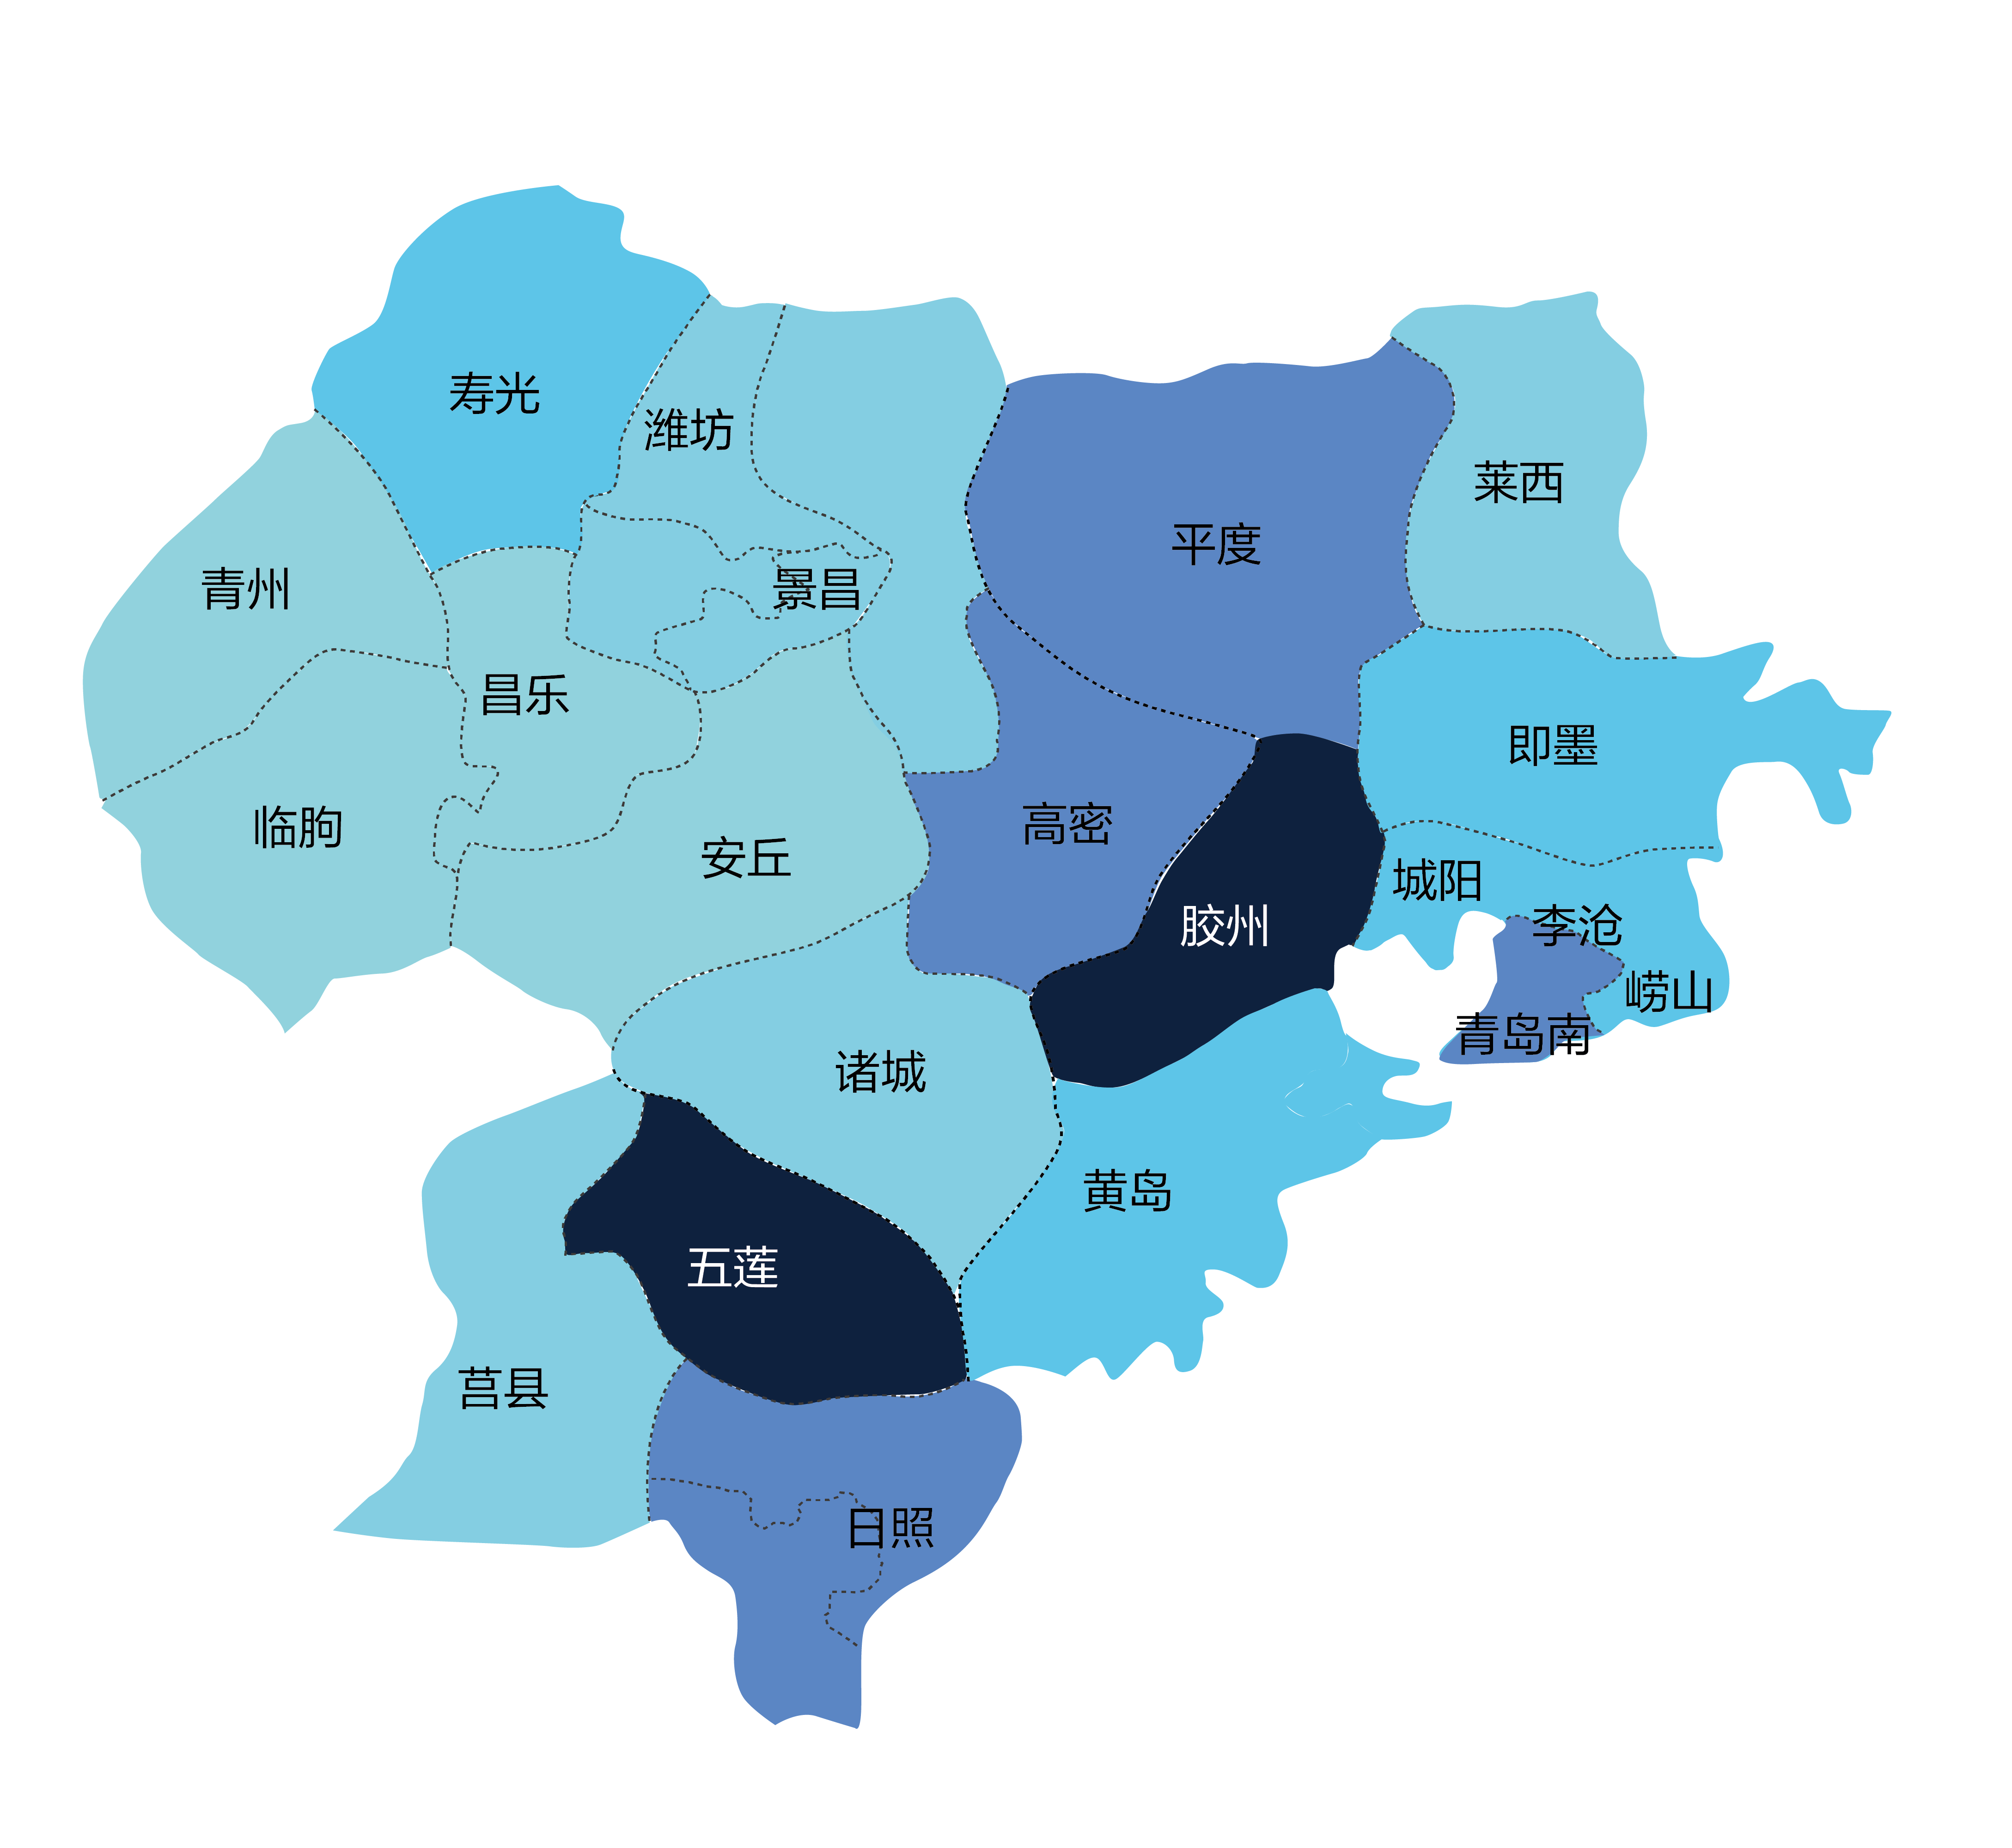 寿光
潍坊
莱西
平度
青州
景昌
昌乐
即墨
临朐
高密
安丘
城阳
胶州
李沧
崂山
青岛南
诸城
黄岛
五莲
莒县
日照